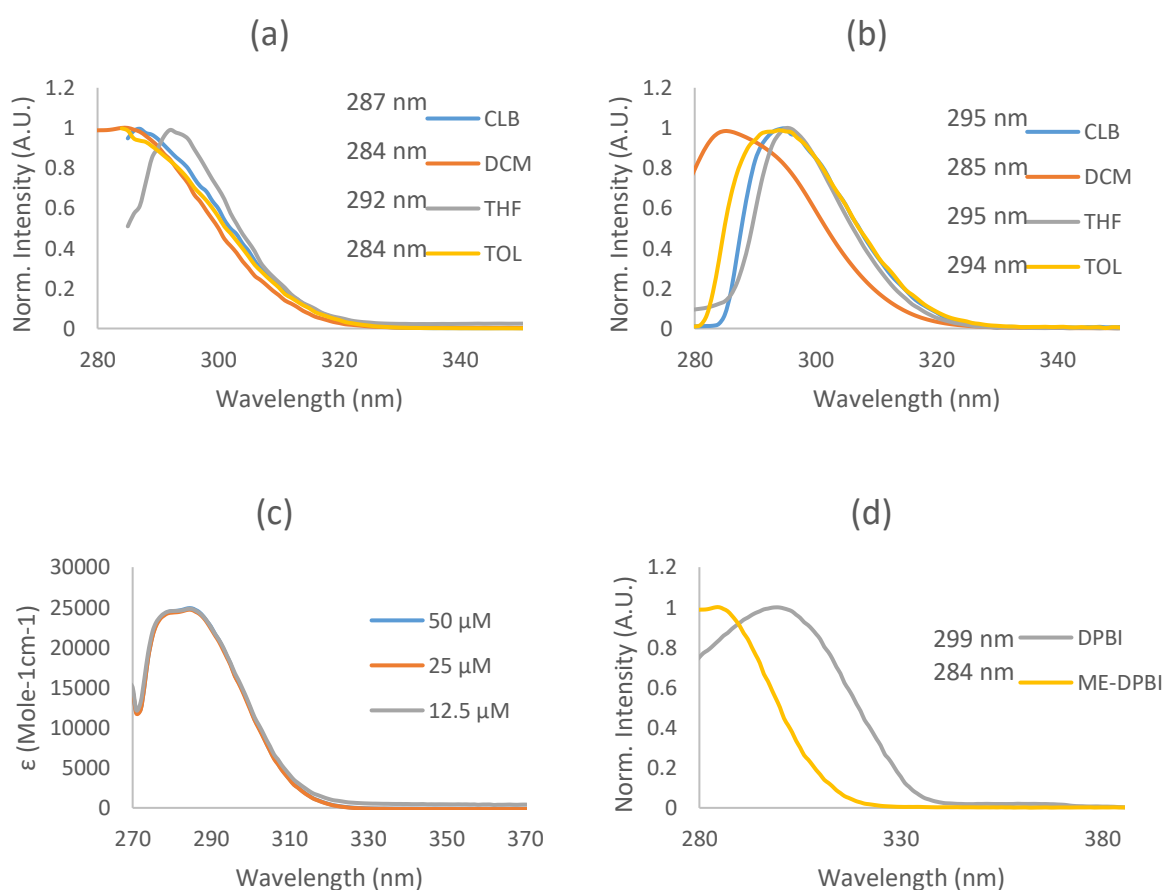 (a)
Norm. Intensity (A.U.)
1.2
1
0.8
0.6
0.4
0.2
0
280
300
320
340
Wavelength (nm)
287 nm
CLB
284 nm
DCM
292 nm
THF
284 nm
TOL
(b)
Norm. Intensity (A.U.)
1.2
1
0.8
0.6
0.4
0.2
0
280
300
320
340
Wavelength (nm)
295 nm
CLB
285 nm
DCM
295 nm
THF
294 nm
TOL
(c)
ε (Mole-1cm-1)
30000
25000
20000
15000
10000
5000
0
270
290
310
330
350
370
Wavelength (nm)
50 µM
25 µM
12.5 µM
(d)
Norm. Intensity (A.U.)
1.2
1
0.8
0.6
0.4
0.2
0
280
330
380
Wavelength (nm)
299 nm
DPBI
284 nm
ME-DPBI